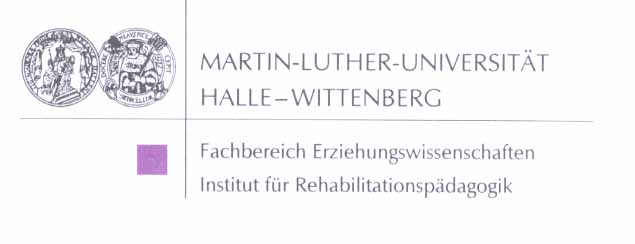 MARTIN-LUTHER-UNIVERSITÄT
HALLE–WITTENBERG
Fachbereich Erziehungswissenschaften
Institut für Rehabilitationspädagogik